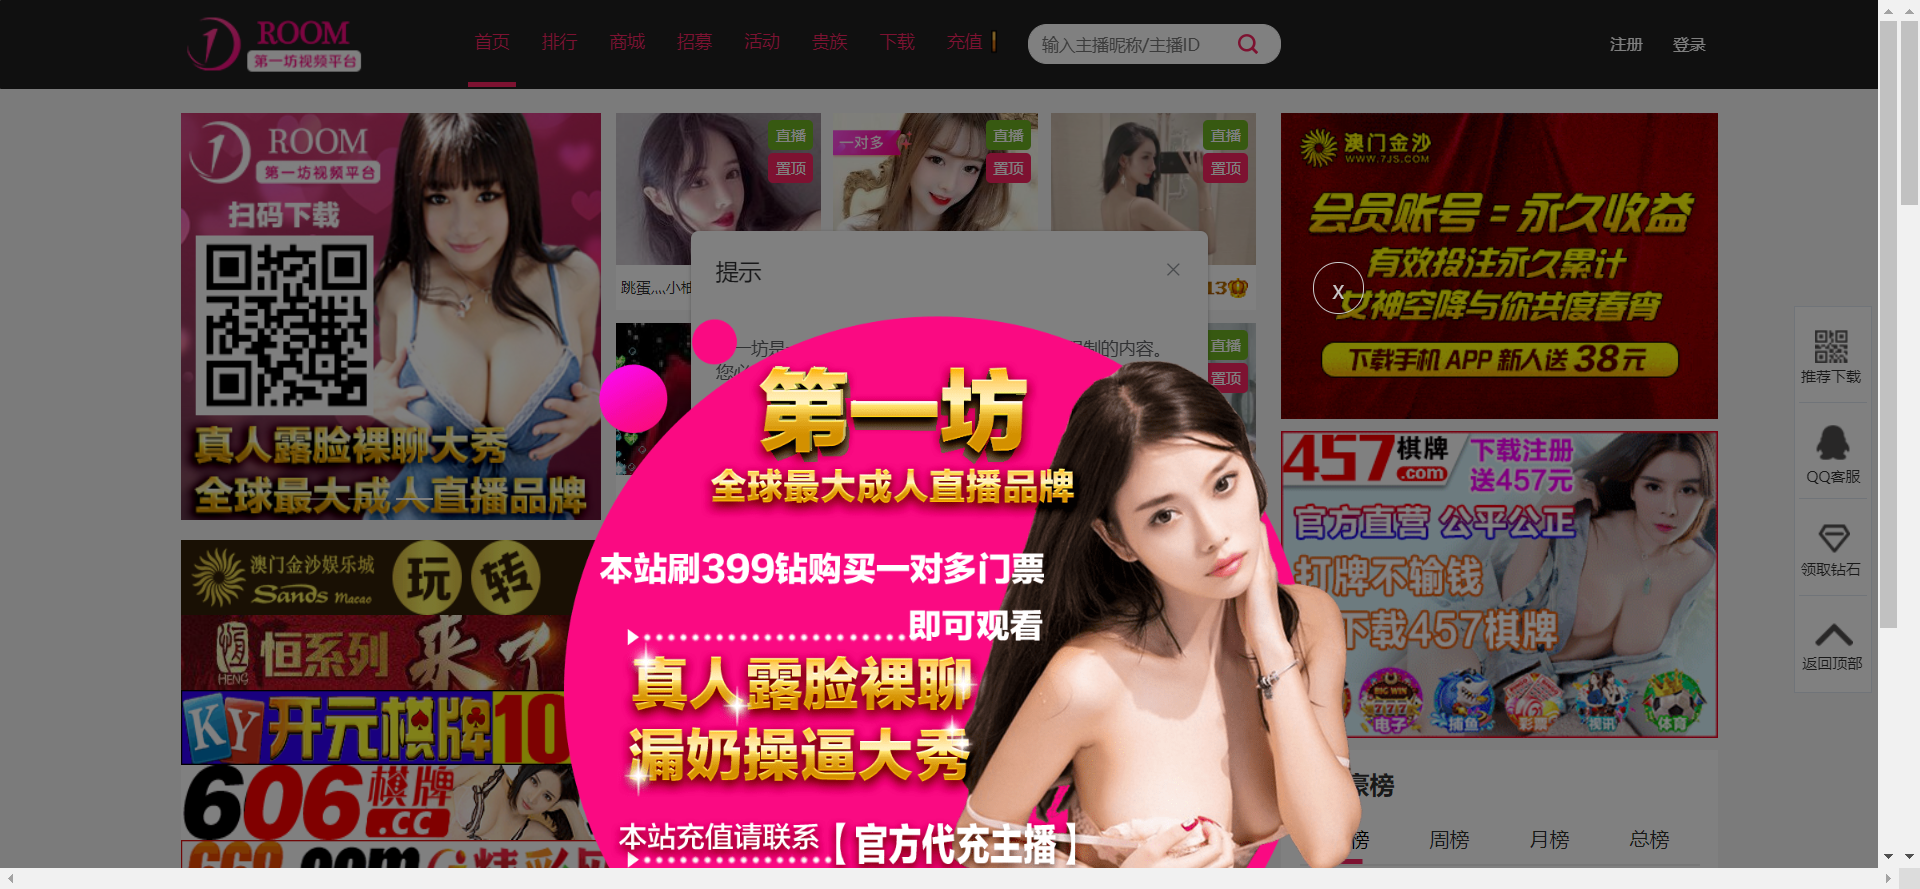 ROOM
第一坊视频平台
首页 排行 商城 招募 活动 贵族 下载 充值
输入主播昵称/主播ID
注册 登录
ROOM
第一坊视频平台
扫码下载
真人露脸裸聊大秀
全球最大成人直播品牌
直播
置顶
一对多
直播
置顶
直播
置顶
跳蛋灬小柚
13
直播
置顶
提示
一坊是
限制的内容。
您必
x
澳门金沙
WWW.7JS.COM
会员账号=永久收益
有效投注永久累计
女神空降与你共度春宵
下载手机APP 新人送38元
第一坊
全球最大成人直播品牌
本站刷399钻购买一对多门票
即可观看
真人露脸裸聊
漏奶操逼大秀
本站充值请联系【官方代充主播】
457棋牌
.com
下载注册
送457元
官方直营 公平公正
打牌不输钱
下载457棋牌
BIG WIN
777
电子 捕鱼 彩票 视讯 体育
澳门金沙娱乐城
Sands Macao
玩转
恒
HENG
恒系列 来了
KY开元棋牌10
606棋牌
.cc
豪榜
榜 周榜 月榜 总榜
推荐下载
QQ客服
领取钻石
返回顶部